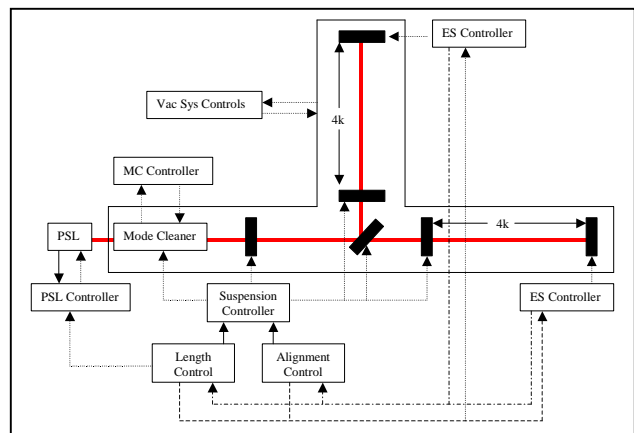 ES Controller
Vac Sys Controls
4k
MC Controller
4k
PSL
Mode Cleaner
PSL Controller
Suspension
Controller
ES Controller
Length
Control
Alignment
Control